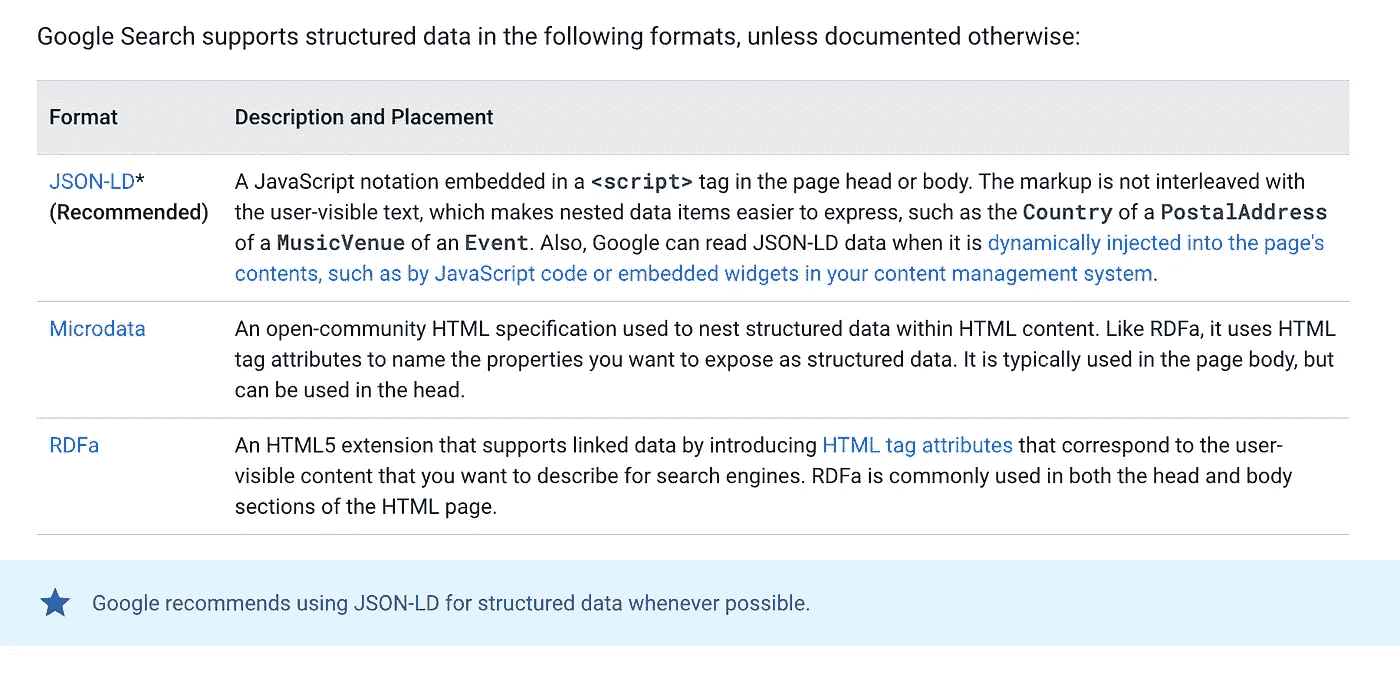 Google Search supports structured data in the following formats, unless documented otherwise:
Format Description and Placement
JSON-LD* A JavaScript notation embedded in a <script> tag in the page head or body. The markup is not interleaved with
(Recommended) the user-visible text, which makes nested data items easier to express, such as the Country of a PostalAddress
of a MusicVenue of an Event. Also, Google can read JSON-LD data when it is dynamically injected into the page's
contents, such as by JavaScript code or embedded widgets in your content management system.
Microdata An open-community HTML specification used to nest structured data within HTML content. Like RDFa, it uses HTML
tag attributes to name the properties you want to expose as structured data. It is typically used in the page body, but
can be used in the head.
RDFa An HTML5 extension that supports linked data by introducing HTML tag attributes that correspond to the user-
visible content that you want to describe for search engines. RDFa is commonly used in both the head and body
sections of the HTML page.
Google recommends using JSON-LD for structured data whenever possible.